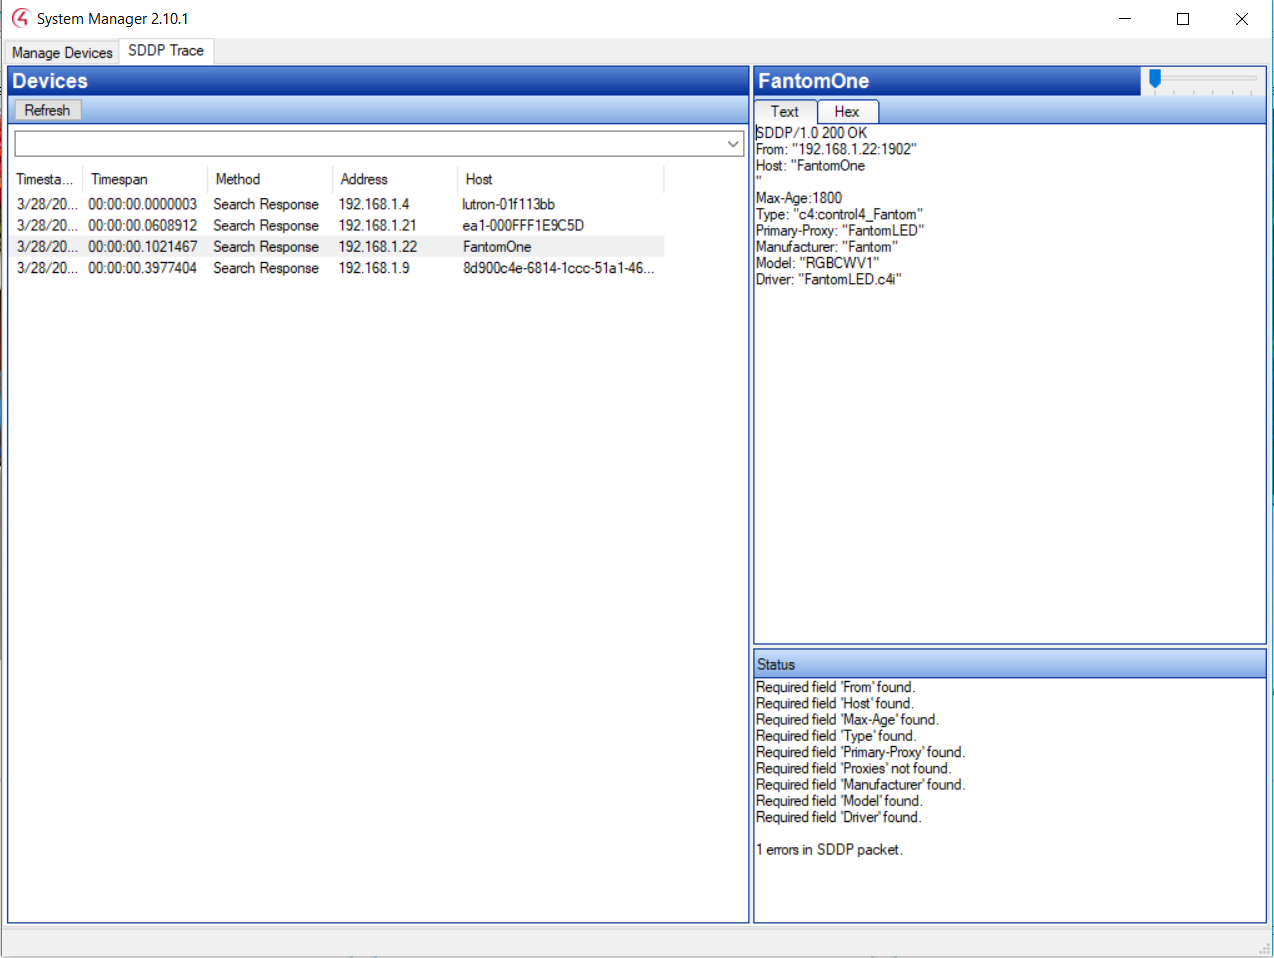 System Manager 2.10.1
Manage Devices
SDDP Trace
Devices
Refresh
Timesta... Timespan Method Address Host
3/28/20... 00:00:00.0000003 Search Response 192.168.1.4 lutron-01f113bb
3/28/20... 00:00:00.0608912 Search Response 192.168.1.21 ea1-000FFF1E9C5D
3/28/20... 00:00:00.1021467 Search Response 192.168.1.22 FantomOne
3/28/20... 00:00:00.3977404 Search Response 192.168.1.9 8d900c4e-6814-1ccc-51a1-46...
FantomOne
Text Hex
SDDP/1.0 200 OK
From: "192.168.1.22:1902"
Host: "FantomOne
"
Max-Age:1800
Type: "c4:control4_Fantom"
Primary-Proxy: "FantomLED"
Manufacturer: "Fantom"
Model: "RGBCWV1"
Driver: "FantomLED.c4i"
Status
Required field 'From' found.
Required field 'Host' found.
Required field 'Max-Age' found.
Required field 'Type' found.
Required field 'Primary-Proxy' found.
Required field 'Proxies' not found.
Required field 'Manufacturer' found.
Required field 'Model' found.
Required field 'Driver' found.
1 errors in SDDP packet.